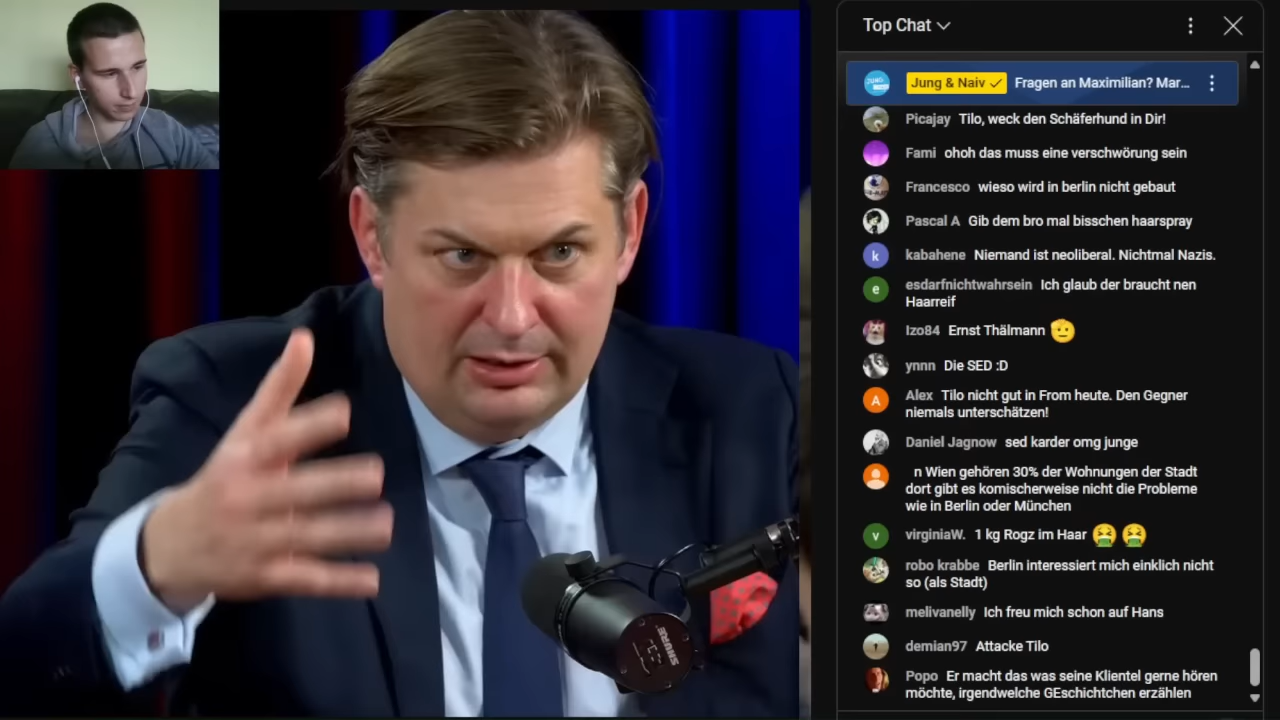 Top Chat
Jung & Naiv Fragen an Maximilian? Mar...
Picajay Tilo, weck den Schäferhund in Dir!
Fami ohoh das muss eine verschwörung sein
Francesco wieso wird in berlin nicht gebaut
Pascal A Gib dem bro mal bisschen haarspray
k
kabahene Niemand ist neoliberal. Nichtmal Nazis.
e
esdarfnichtwahrsein Ich glaub der braucht nen
Haarreif
Izo84 Ernst Thälmann 🫡
ynnn Die SED :D
A
Alex Tilo nicht gut in From heute. Den Gegner
niemals unterschätzen!
Daniel Jagnow sed karder omg junge
n Wien gehören 30% der Wohnungen der Stadt
dort gibt es komischerweise nicht die Probleme
wie in Berlin oder München
v
virginiaW. 1 kg Rogz im Haar 🤮 🤮
robo krabbe Berlin interessiert mich einklich nicht
so (als Stadt)
melivanelly Ich freu mich schon auf Hans
demian97 Attacke Tilo
Popo Er macht das was seine Klientel gerne hören
möchte, irgendwelche GEschichtchen erzählen
SHURE